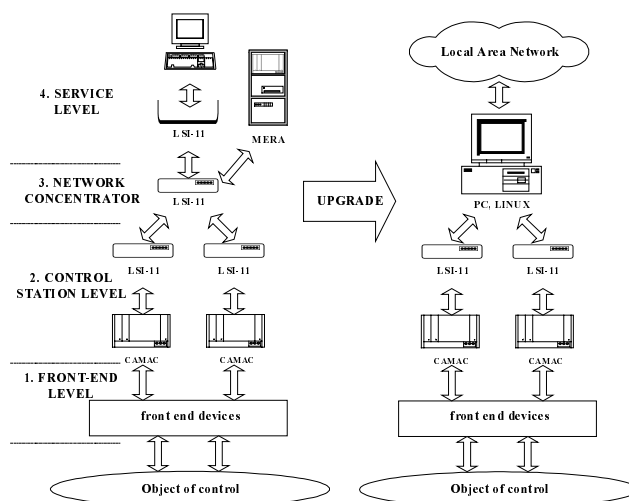 Local Area Network
4. SERVICE
LEVEL
LSI-11
MERA
3. NETWORK
CONCENTRATOR
LSI-11
UPGRADE
PC, LINUX
LSI-11
LSI-11
LSI-11
LSI-11
2. CONTROL
STATION LEVEL
CAMAC
CAMAC
CAMAC
CAMAC
1. FRONT-END
LEVEL
front end devices
front end devices
Object of control
Object of control